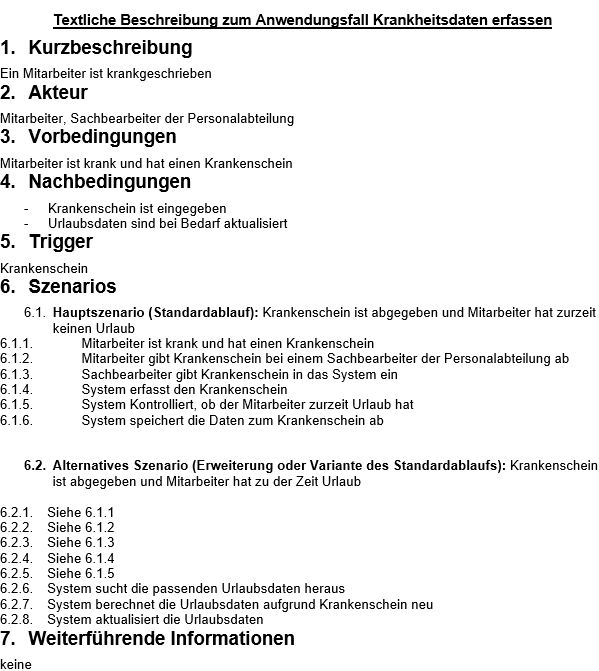 Textliche Beschreibung zum Anwendungsfall Krankheitsdaten erfassen
1. Kurzbeschreibung
Ein Mitarbeiter ist krankgeschrieben
2. Akteur
Mitarbeiter, Sachbearbeiter der Personalabteilung
3. Vorbedingungen
Mitarbeiter ist krank und hat einen Krankenschein
4. Nachbedingungen
- Krankenschein ist eingegeben
- Urlaubsdaten sind bei Bedarf aktualisiert
5. Trigger
Krankenschein
6. Szenarios
6.1. Hauptszenario (Standardablauf): Krankenschein ist abgegeben und Mitarbeiter hat zurzeit
keinen Urlaub
6.1.1. Mitarbeiter ist krank und hat einen Krankenschein
6.1.2. Mitarbeiter gibt Krankenschein bei einem Sachbearbeiter der Personalabteilung ab
6.1.3. Sachbearbeiter gibt Krankenschein in das System ein
6.1.4. System erfasst den Krankenschein
6.1.5. System Kontrolliert, ob der Mitarbeiter zurzeit Urlaub hat
6.1.6. System speichert die Daten zum Krankenschein ab
6.2. Alternatives Szenario (Erweiterung oder Variante des Standardablaufs): Krankenschein
ist abgegeben und Mitarbeiter hat zu der Zeit Urlaub
6.2.1. Siehe 6.1.1
6.2.2. Siehe 6.1.2
6.2.3. Siehe 6.1.3
6.2.4. Siehe 6.1.4
6.2.5. Siehe 6.1.5
6.2.6. System sucht die passenden Urlaubsdaten heraus
6.2.7. System berechnet die Urlaubsdaten aufgrund Krankenschein neu
6.2.8. System aktualisiert die Urlaubsdaten
7. Weiterführende Informationen
keine